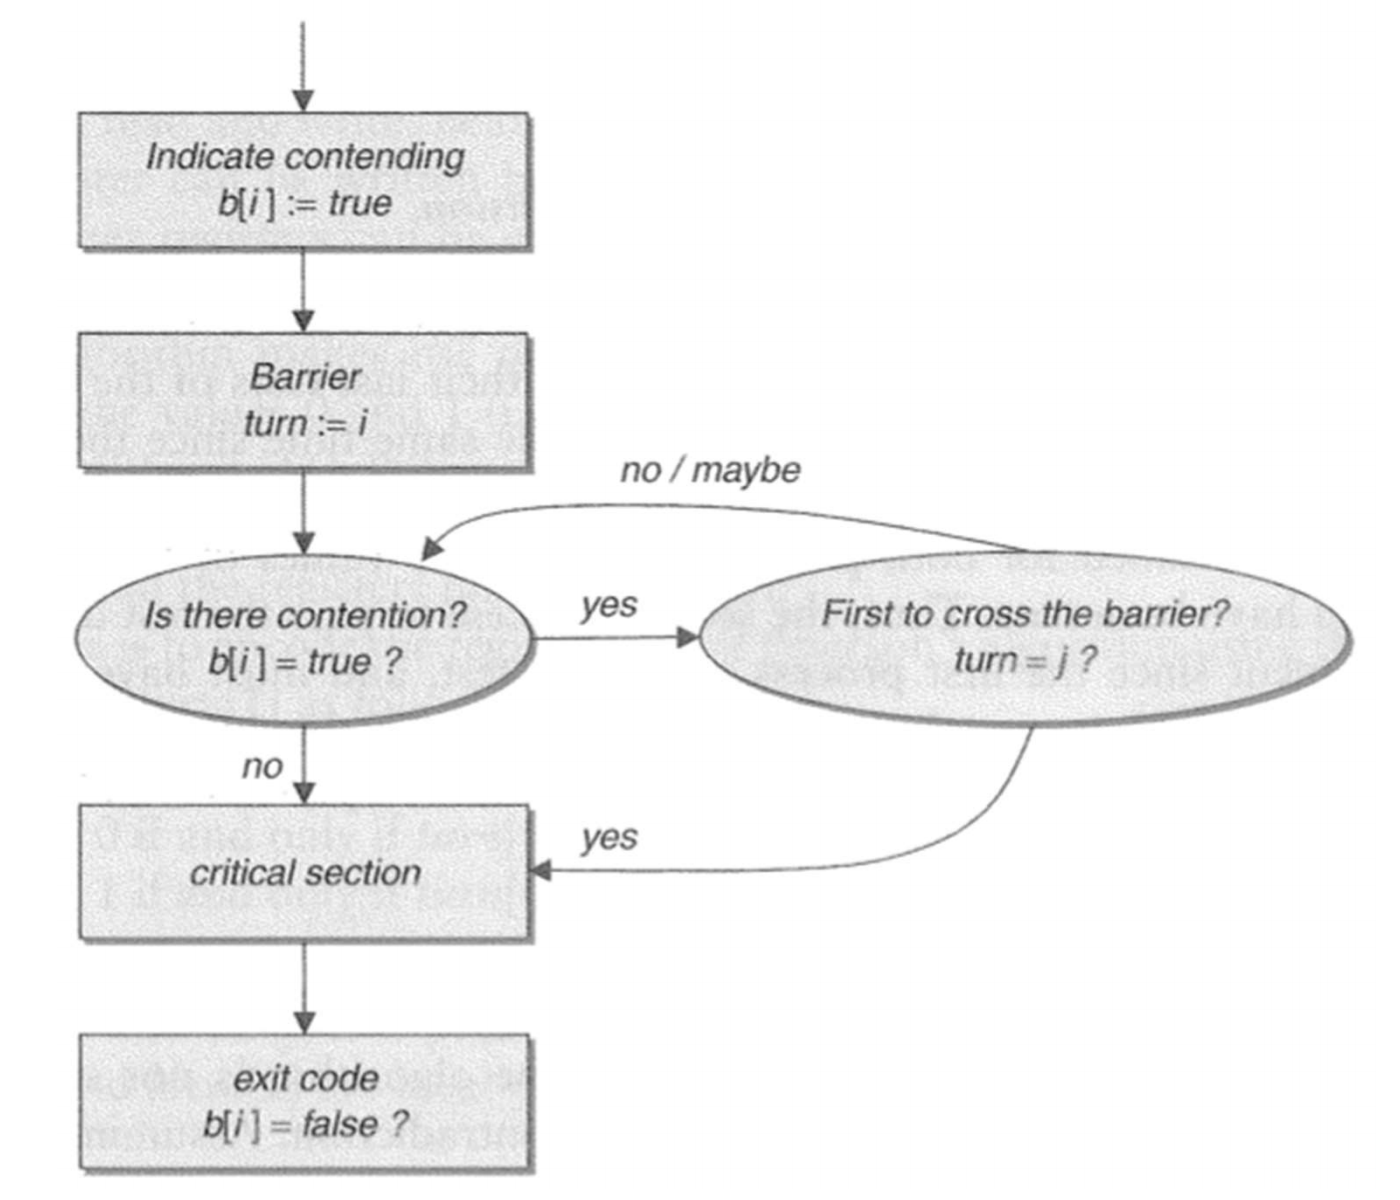 Indicate contending
b[i] := true
Barrier
turn := i
no / maybe
Is there contention?
b[i] = true ?
yes
First to cross the barrier?
turn = j ?
no
critical section
yes
exit code
b[i] = false ?